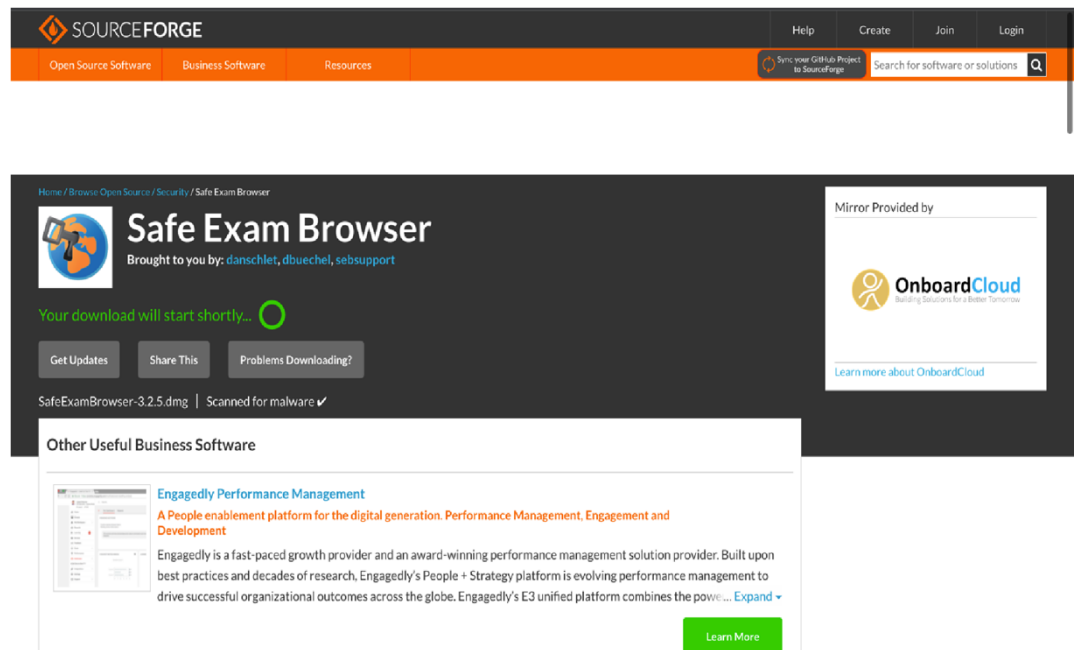 SOURCEFORGE
Help Create Join Login
Open Source Software Business Software Resources
Sync your GitHub Project
to SourceForge
Search for software or solutions
Home / Browse Open Source / Security / Safe Exam Browser
Safe Exam Browser
Brought to you by: danschlet, dbuechel, sebsupport
Your download will start shortly...
Get Updates Share This Problems Downloading?
SafeExamBrowser-3.2.5.dmg | Scanned for malware ✔
Mirror Provided by
OnboardCloud
Building Solutions for a Better Tomorrow
Learn more about OnboardCloud
Other Useful Business Software
Engagedly Performance Management
A People enablement platform for the digital generation. Performance Management, Engagement and
Development
Engagedly is a fast-paced growth provider and an award-winning performance management solution provider. Built upon
best practices and decades of research, Engagedly's People + Strategy platform is evolving performance management to
drive successful organizational outcomes across the globe. Engagedly's E3 unified platform combines the powe... Expand
Learn More